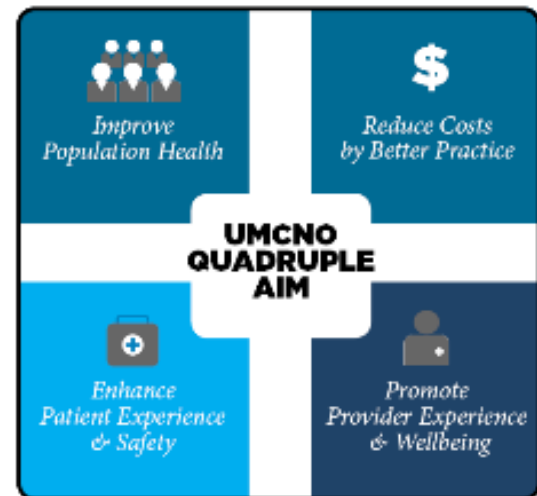 Improve
Population Health
$
Reduce Costs
by Better Practice
UMCNO
QUADRUPLE
AIM
Enhance
Patient Experience
& Safety
Promote
Provider Experience
& Wellbeing